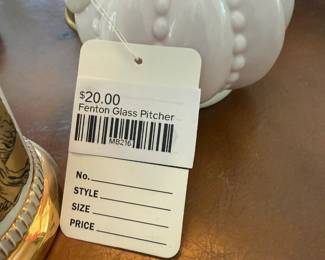 $20.00
Fenton Glass Pitcher
MB216
No.
STYLE
SIZE
PRICE